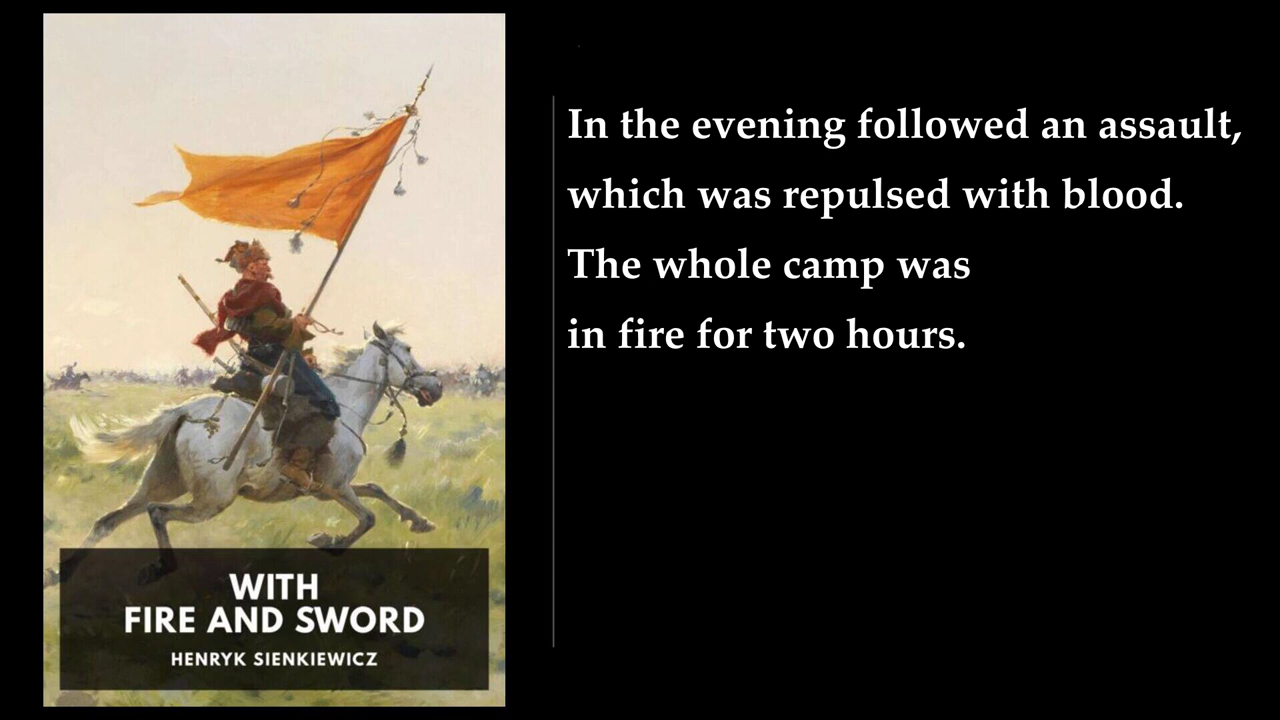 In the evening followed an assault,
which was repulsed with blood.
The whole camp was
in fire for two hours.
WITH
FIRE AND SWORD
HENRYK SIENKIEWICZ